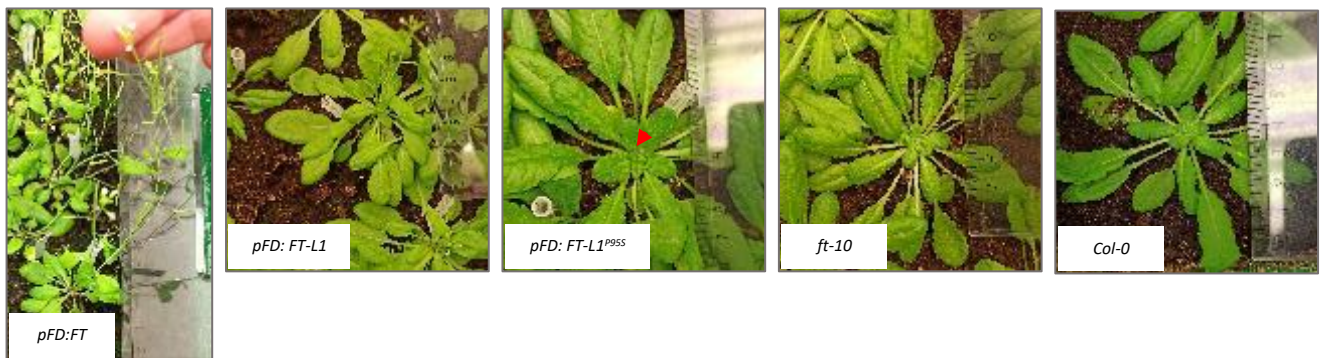 pFD:FT
pFD: FT-L1
pFD: FT-L1ᴾ⁹⁵ˢ
ft-10
Col-0